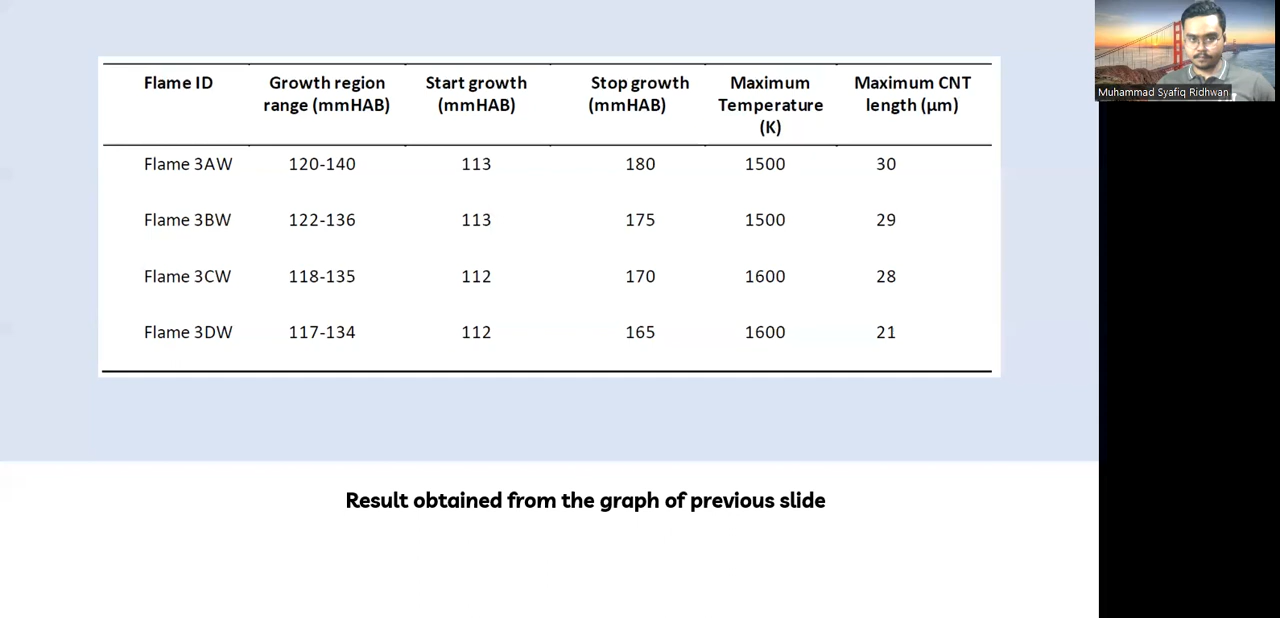 Flame ID Growth region range (mmHAB) Start growth (mmHAB) Stop growth (mmHAB) Maximum Temperature (K) Maximum CNT length (μm)
Flame 3AW 120-140 113 180 1500 30
Flame 3BW 122-136 113 175 1500 29
Flame 3CW 118-135 112 170 1600 28
Flame 3DW 117-134 112 165 1600 21
Result obtained from the graph of previous slide
Muhammad Syafiq Ridhwan